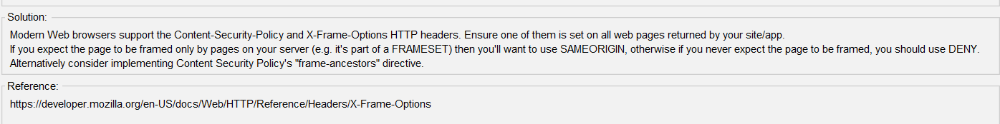 Solution:
Modern Web browsers support the Content-Security-Policy and X-Frame-Options HTTP headers. Ensure one of them is set on all web pages returned by your site/app.
If you expect the page to be framed only by pages on your server (e.g. it's part of a FRAMESET) then you'll want to use SAMEORIGIN, otherwise if you never expect the page to be framed, you should use DENY.
Alternatively consider implementing Content Security Policy's "frame-ancestors" directive.
Reference:
https://developer.mozilla.org/en-US/docs/Web/HTTP/Reference/Headers/X-Frame-Options